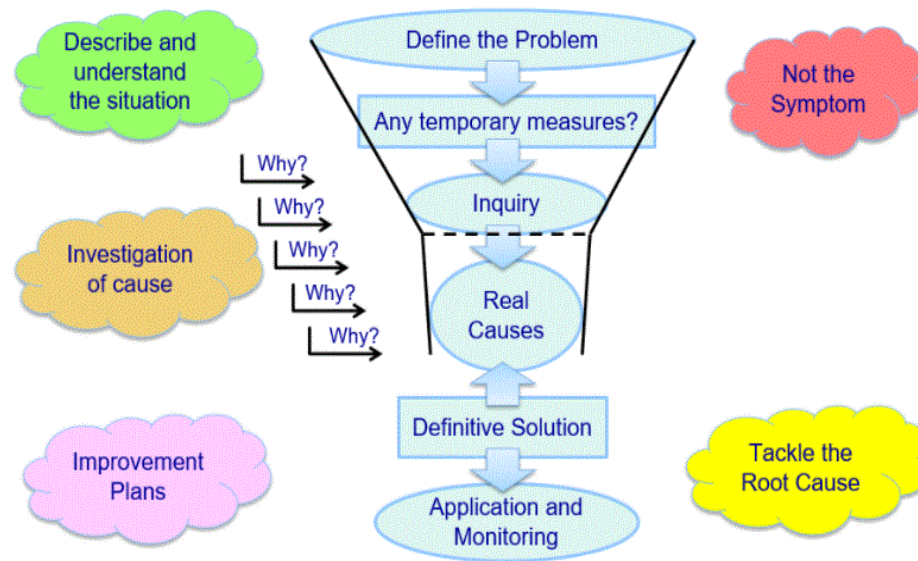 Describe and
understand
the situation
Define the Problem
Not the
Symptom
Any temporary measures?
Why?
Why?
Why?
Why?
Why?
Inquiry
Investigation
of cause
Real
Causes
Definitive Solution
Improvement
Plans
Tackle the
Root Cause
Application and
Monitoring